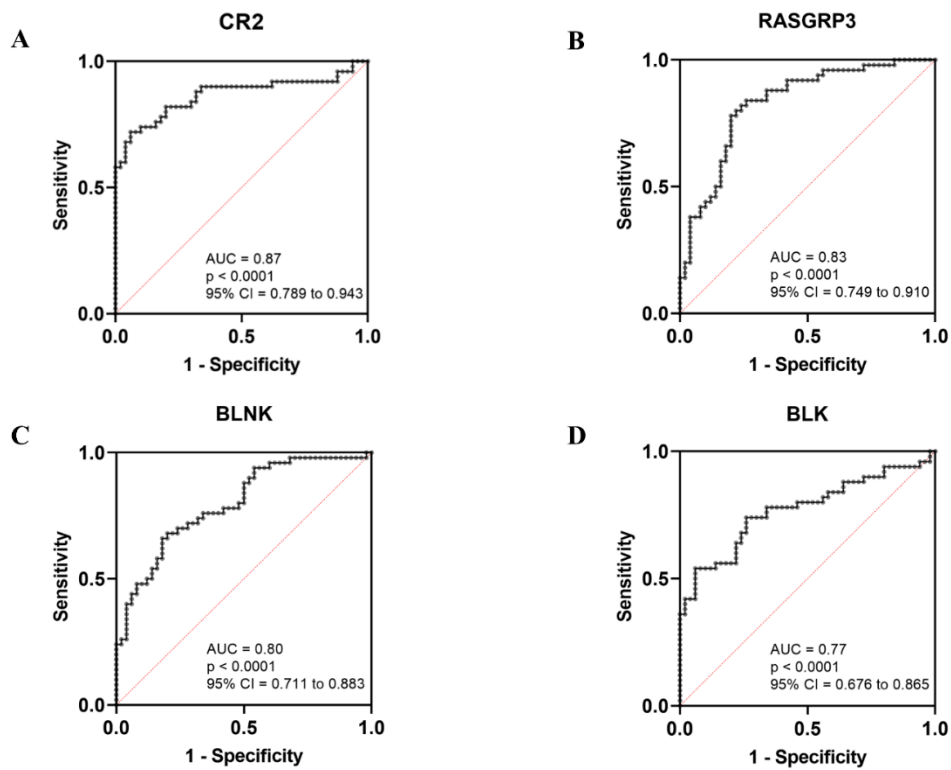 A
CR2
1.0
0.5
0.0
Sensitivity
AUC = 0.87
p < 0.0001
95% CI = 0.789 to 0.943
0.0
0.5
1.0
1 - Specificity
B
RASGRP3
1.0
0.5
0.0
Sensitivity
AUC = 0.83
p < 0.0001
95% CI = 0.749 to 0.910
0.0
0.5
1.0
1 - Specificity
C
BLNK
1.0
0.5
0.0
Sensitivity
AUC = 0.80
p < 0.0001
95% CI = 0.711 to 0.883
0.0
0.5
1.0
1 - Specificity
D
BLK
1.0
0.5
0.0
Sensitivity
AUC = 0.77
p < 0.0001
95% CI = 0.676 to 0.865
0.0
0.5
1.0
1 - Specificity